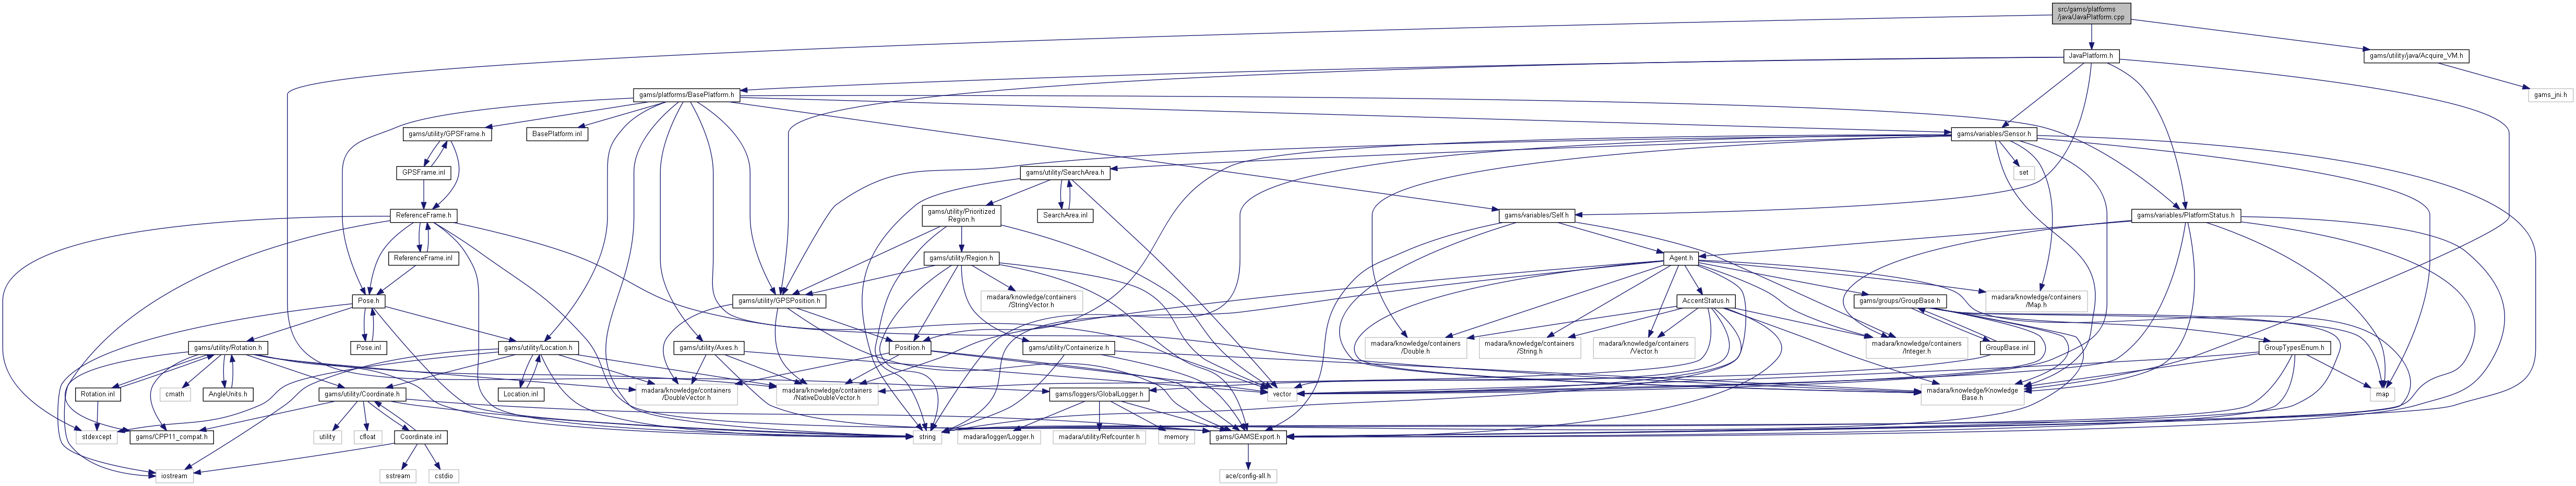 src/gams/platforms
/java/JavaPlatform.cpp
JavaPlatform.h
gams/utility/java/Acquire_VM.h
gams/platforms/BasePlatform.h
gams_jni.h
gams/utility/GPSFrame.h
BasePlatform.inl
gams/variables/Sensor.h
GPSFrame.inl
gams/utility/SearchArea.h
set
ReferenceFrame.h
gams/utility/Prioritized
Region.h
SearchArea.inl
gams/variables/Self.h
gams/variables/PlatformStatus.h
ReferenceFrame.inl
gams/utility/Region.h
Agent.h
Pose.h
gams/utility/GPSPosition.h
madara/knowledge/containers
/StringVector.h
AccentStatus.h
gams/groups/GroupBase.h
madara/knowledge/containers
/Map.h
gams/utility/Rotation.h
Pose.inl
gams/utility/Location.h
gams/utility/Axes.h
Position.h
gams/utility/Containerize.h
madara/knowledge/containers
/Double.h
madara/knowledge/containers
/String.h
madara/knowledge/containers
/Vector.h
madara/knowledge/containers
/Integer.h
GroupBase.inl
GroupTypesEnum.h
Rotation.inl
cmath
AngleUnits.h
gams/utility/Coordinate.h
Location.inl
madara/knowledge/containers
/DoubleVector.h
madara/knowledge/containers
/NativeDoubleVector.h
gams/loggers/GlobalLogger.h
vector
madara/knowledge/Knowledge
Base.h
map
stdexcept
gams/CPP11_compat.h
utility
cfloat
Coordinate.inl
string
madara/logger/Logger.h
madara/utility/Refcounter.h
memory
gams/GAMSExport.h
iostream
sstream
cstdio
ace/config-all.h